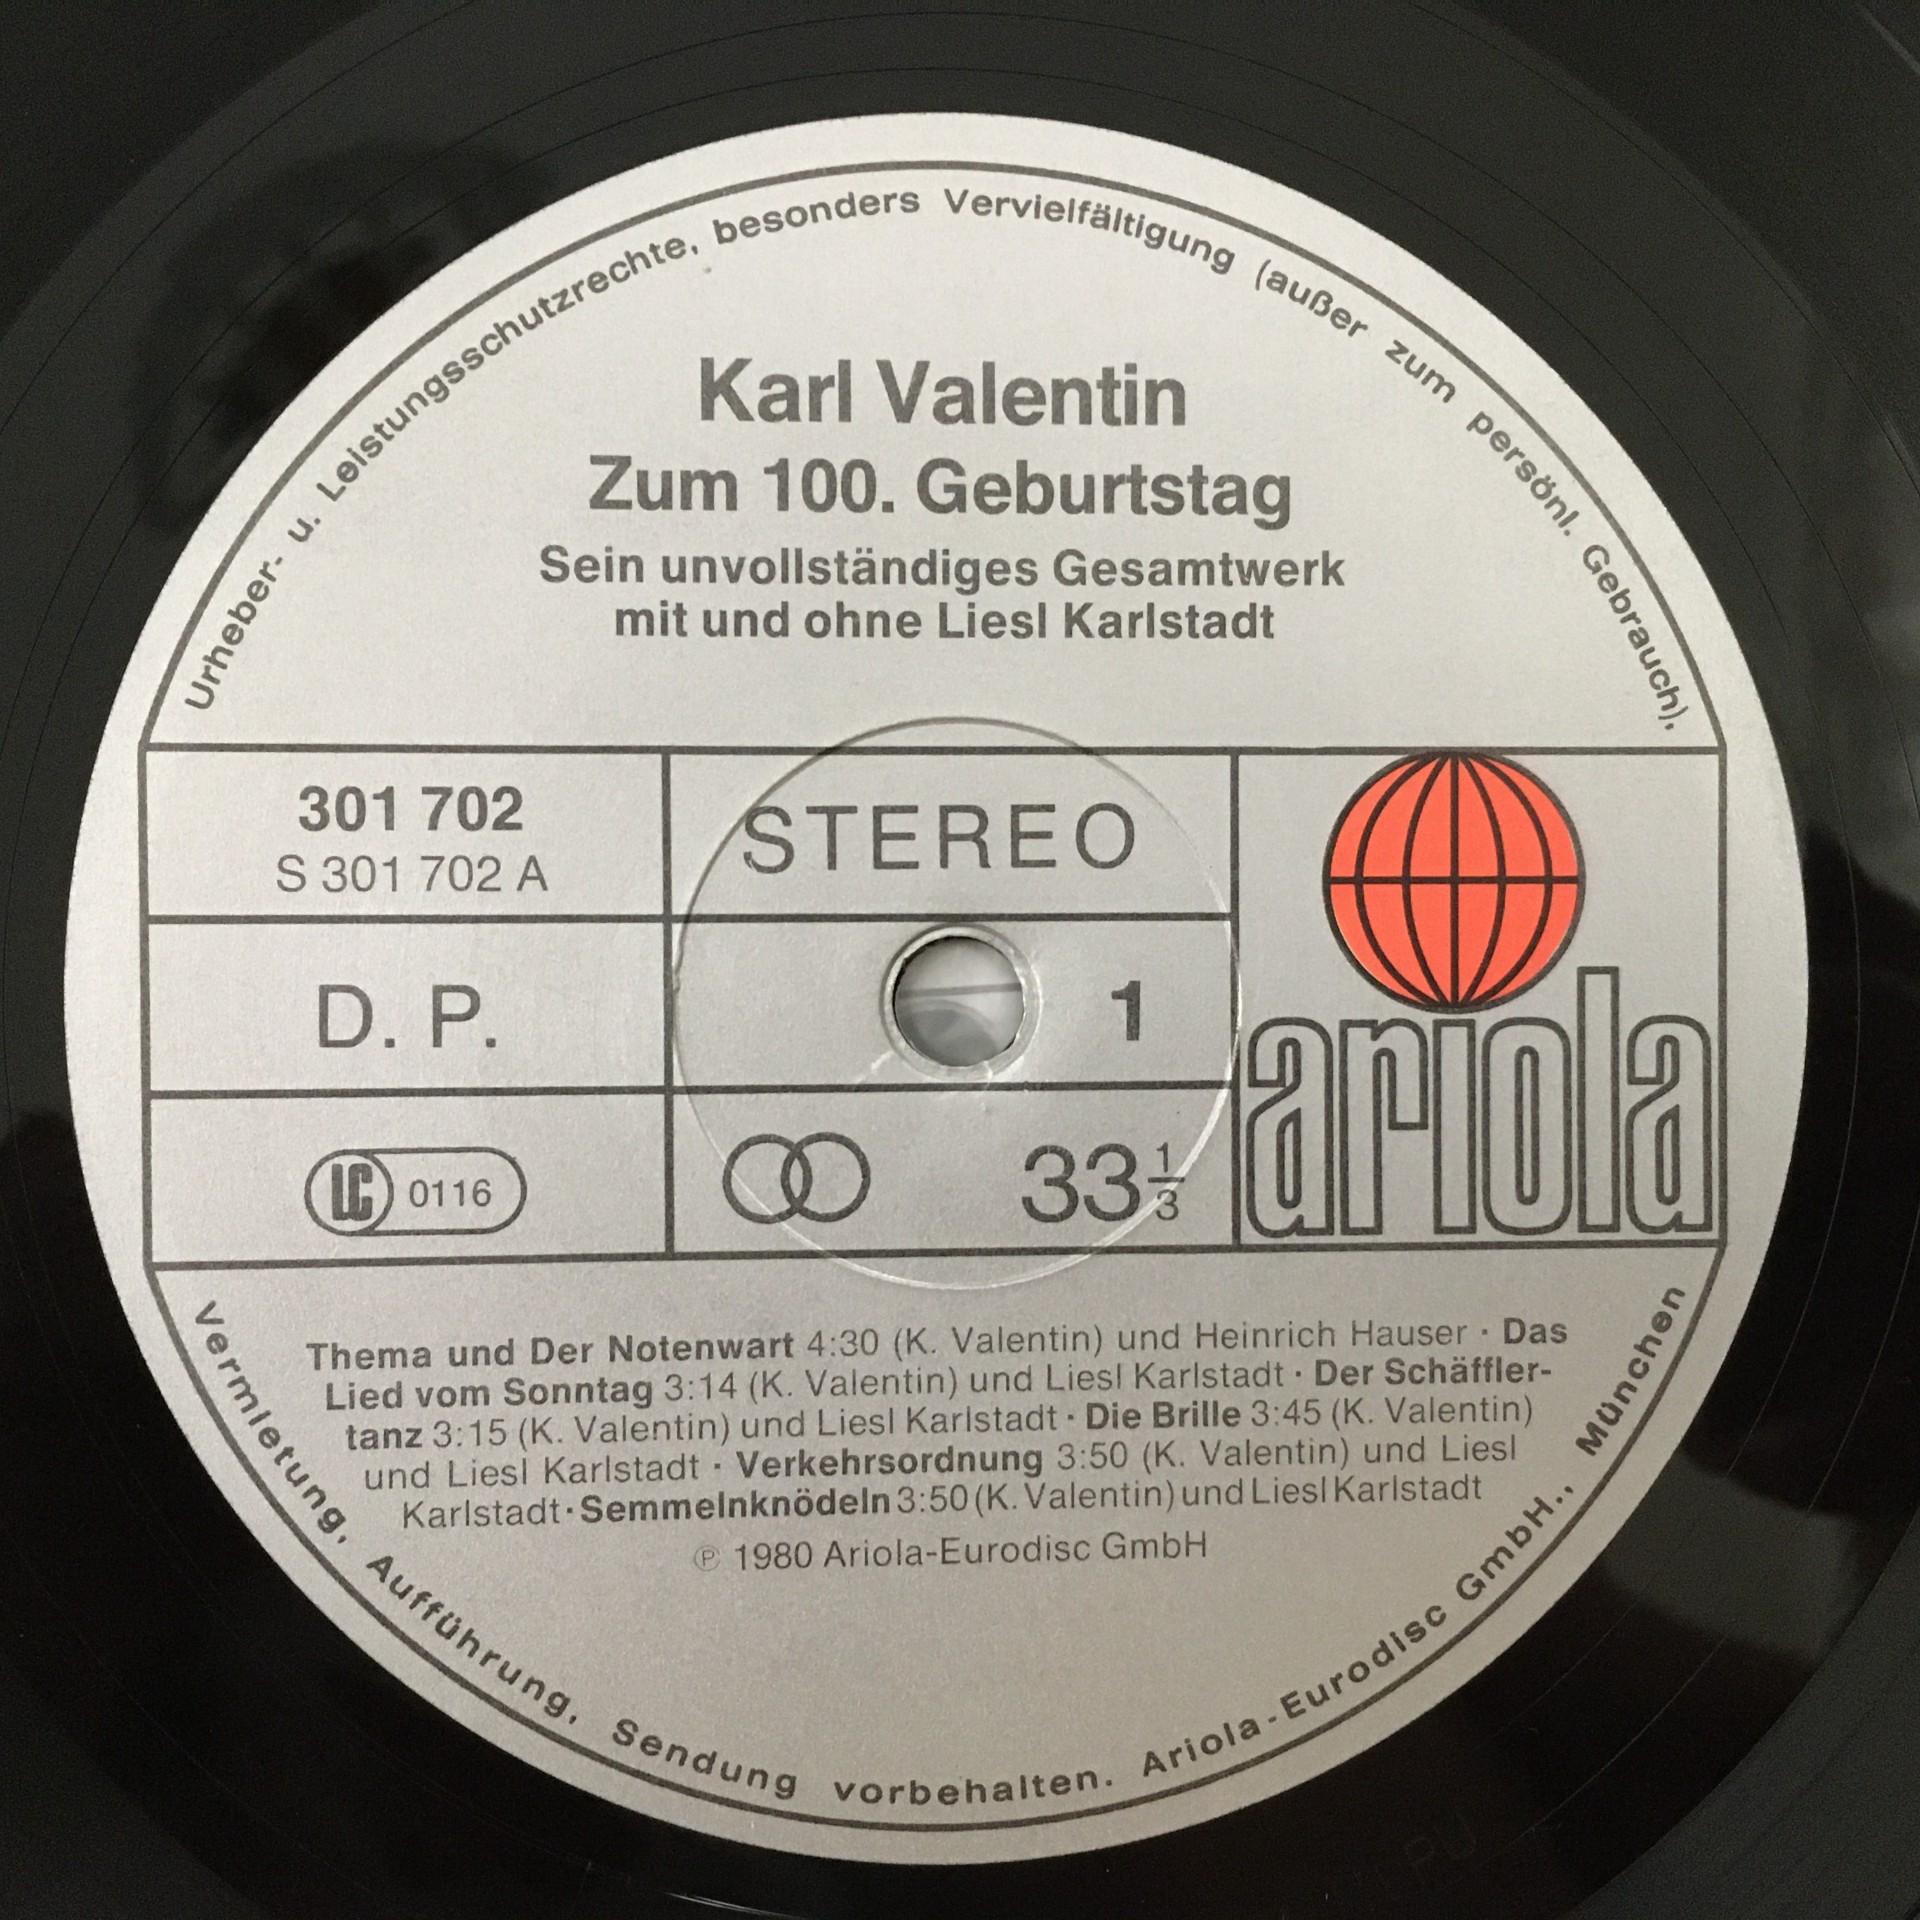 Urheber- u. Leistungsschutzrechte, besonders Vervielfältigung (außer zum persönl. Gebrauch),
Karl Valentin
Zum 100. Geburtstag
Sein unvollständiges Gesamtwerk
mit und ohne Liesl Karlstadt
301 702
S 301 702 A
STEREO
D. P.
1
LC 0116
33 1/3
ariola
Thema und Der Notenwart 4:30 (K. Valentin) und Heinrich Hauser · Das
Lied vom Sonntag 3:14 (K. Valentin) und Liesl Karlstadt · Der Schäffler-
tanz 3:15 (K. Valentin) und Liesl Karlstadt · Die Brille 3:45 (K. Valentin)
und Liesl Karlstadt · Verkehrsordnung 3:50 (K. Valentin) und Liesl
Karlstadt · Semmelnknödeln 3:50 (K. Valentin) und Liesl Karlstadt
℗ 1980 Ariola-Eurodisc GmbH
Vermietung, Aufführung, Sendung vorbehalten. Ariola-Eurodisc GmbH., München